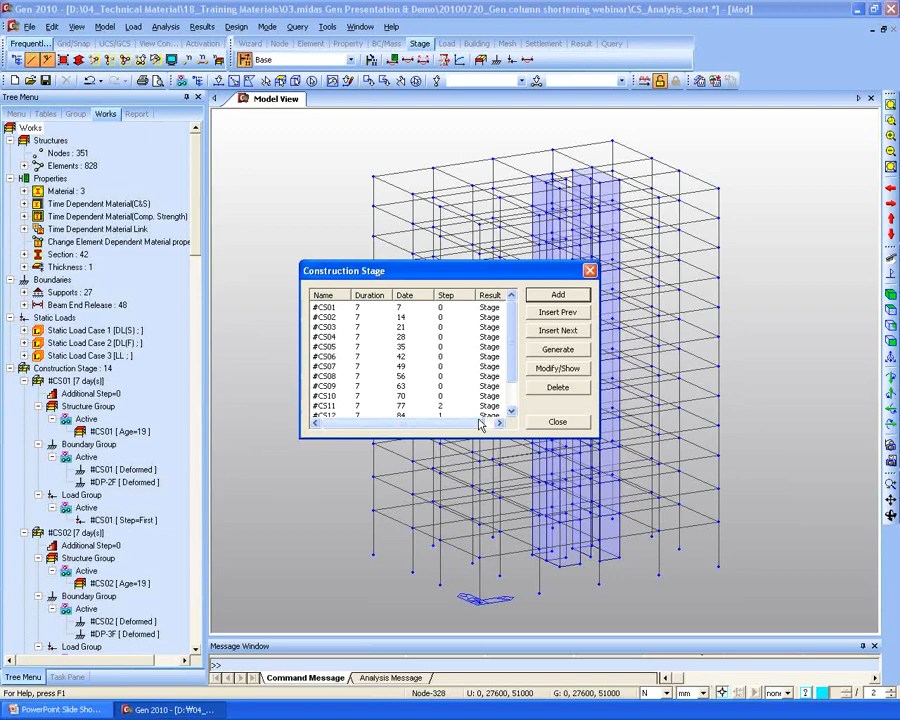 Gen 2010 - [D:\04_Technical Material\18_Training Materials\03.midas Gen Presentation & Demo\20100720_Gen column shortening webinar\CS_Analysis_start *] - [Mod]
File Edit View Model Load Analysis Results Design Mode Query Tools Window Help
Frequentl... Grid/Snap UCS/GCS View Con... Activation Wizard Node Element Property BC/Mass Stage Load Building Mesh Settlement Result Query
Base
Tree Menu
Menu Tables Group Works Report
Model View
Works
Structures
Nodes : 351
Elements : 828
Properties
Material : 3
Time Dependent Material(C&S)
Time Dependent Material(Comp. Strength)
Time Dependent Material Link
Change Element Dependent Material prope
Section : 42
Thickness : 1
Boundaries
Supports : 27
Beam End Release : 48
Static Loads
Static Load Case 1 [DL(S) ; ]
Static Load Case 2 [DL(F) ; ]
Static Load Case 3 [LL ; ]
Construction Stage : 14
#CS01 [7 day(s)]
Additional Step=0
Structure Group
Active
#CS01 [ Age=19 ]
Boundary Group
Active
#CS01 [ Deformed ]
#DP-2F [ Deformed ]
Load Group
Active
#CS01 [ Step=First ]
#CS02 [7 day(s)]
Additional Step=0
Structure Group
Active
#CS02 [ Age=19 ]
Boundary Group
Active
#CS02 [ Deformed ]
#DP-3F [ Deformed ]
Load Group
Construction Stage
Name Duration Date Step Result
#CS01 7 7 0 Stage
#CS02 7 14 0 Stage
#CS03 7 21 0 Stage
#CS04 7 28 0 Stage
#CS05 7 35 0 Stage
#CS06 7 42 0 Stage
#CS07 7 49 0 Stage
#CS08 7 56 0 Stage
#CS09 7 63 0 Stage
#CS10 7 70 0 Stage
#CS11 7 77 2 Stage
#CS12 7 84 1 Stage
Add
Insert Prev
Insert Next
Generate
Modify/Show
Delete
Close
Message Window
>>
Command Message Analysis Message
Tree Menu Task Pane
For Help, press F1
Node-328 U: 0, 27600, 51000 G: 0, 27600, 51000 N mm none / 2
PowerPoint Slide Sho... Gen 2010 - [D:₩04_...